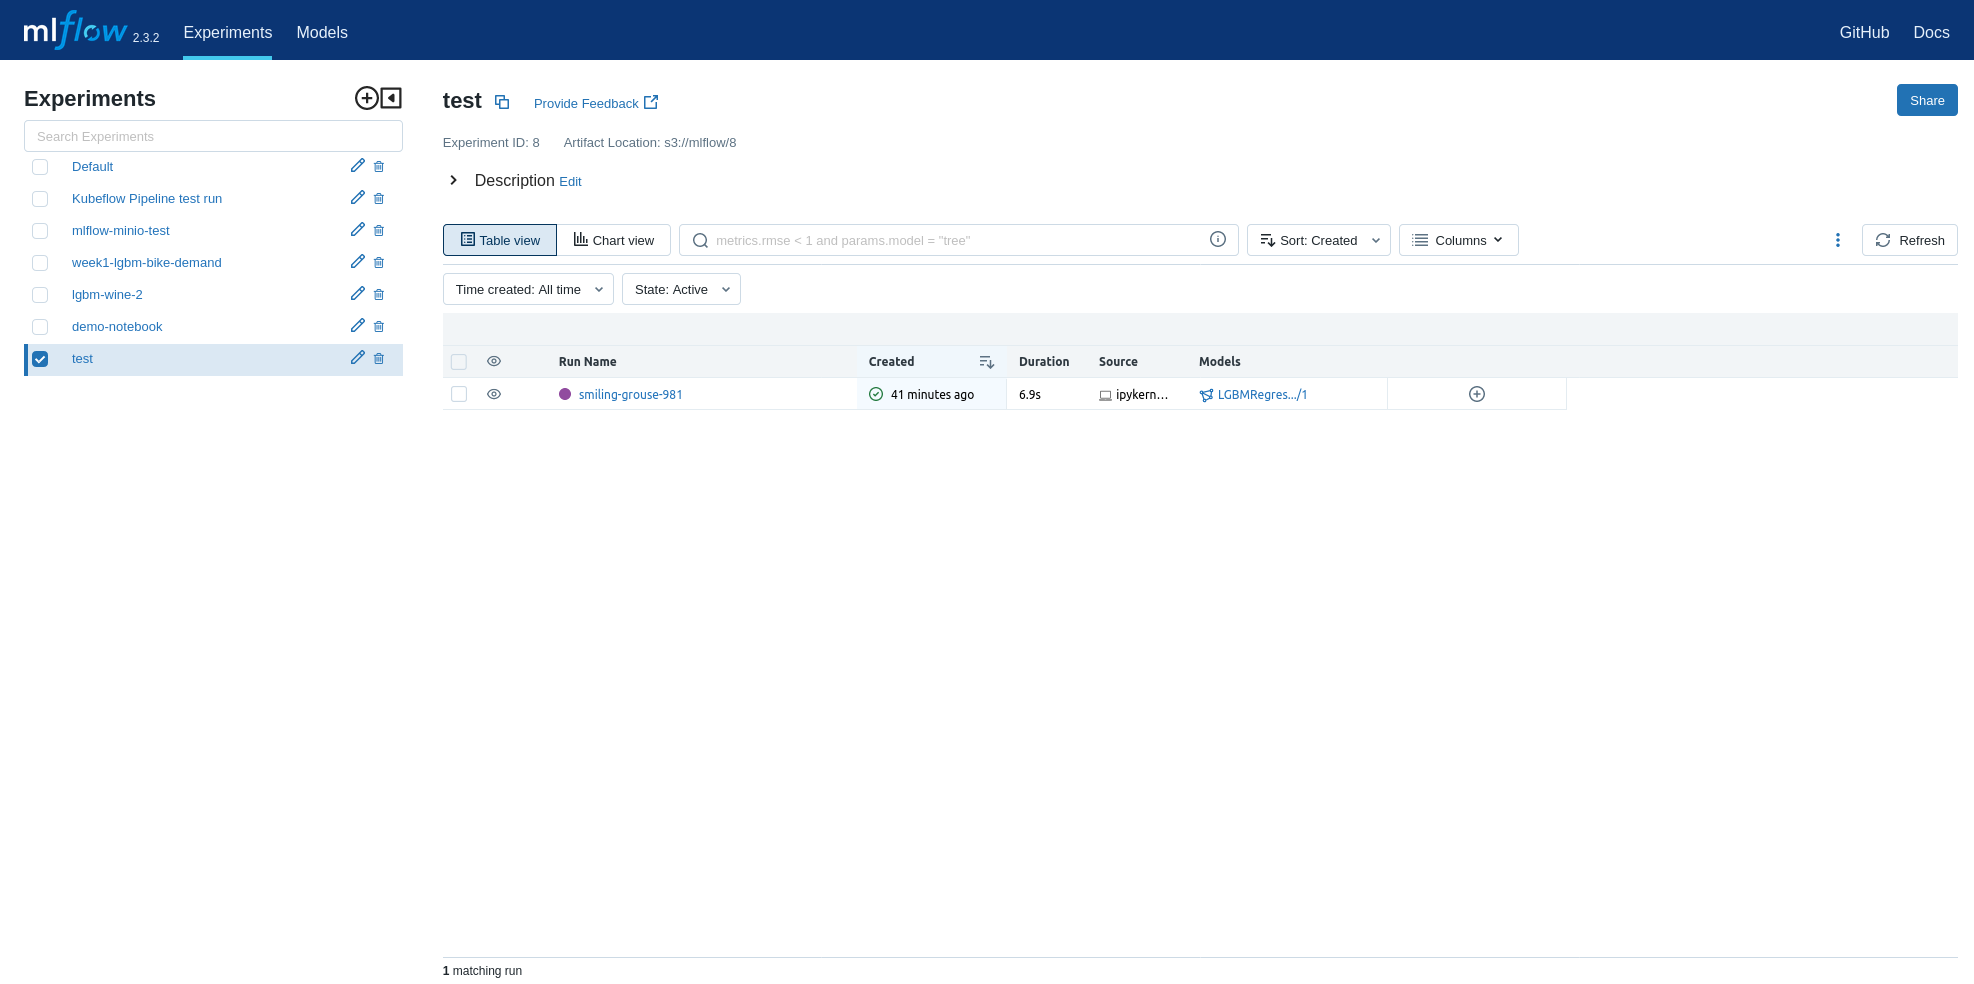 mlflow 2.3.2 Experiments Models GitHub Docs
Experiments
Search Experiments
Default
Kubeflow Pipeline test run
mlflow-minio-test
week1-lgbm-bike-demand
lgbm-wine-2
demo-notebook
test
test Provide Feedback Share
Experiment ID: 8 Artifact Location: s3://mlflow/8
Description Edit
Table view Chart view metrics.rmse < 1 and params.model = "tree" Sort: Created Columns Refresh
Time created: All time State: Active
Run Name Created Duration Source Models
smiling-grouse-981 41 minutes ago 6.9s ipykern... LGBMRegres.../1
1 matching run